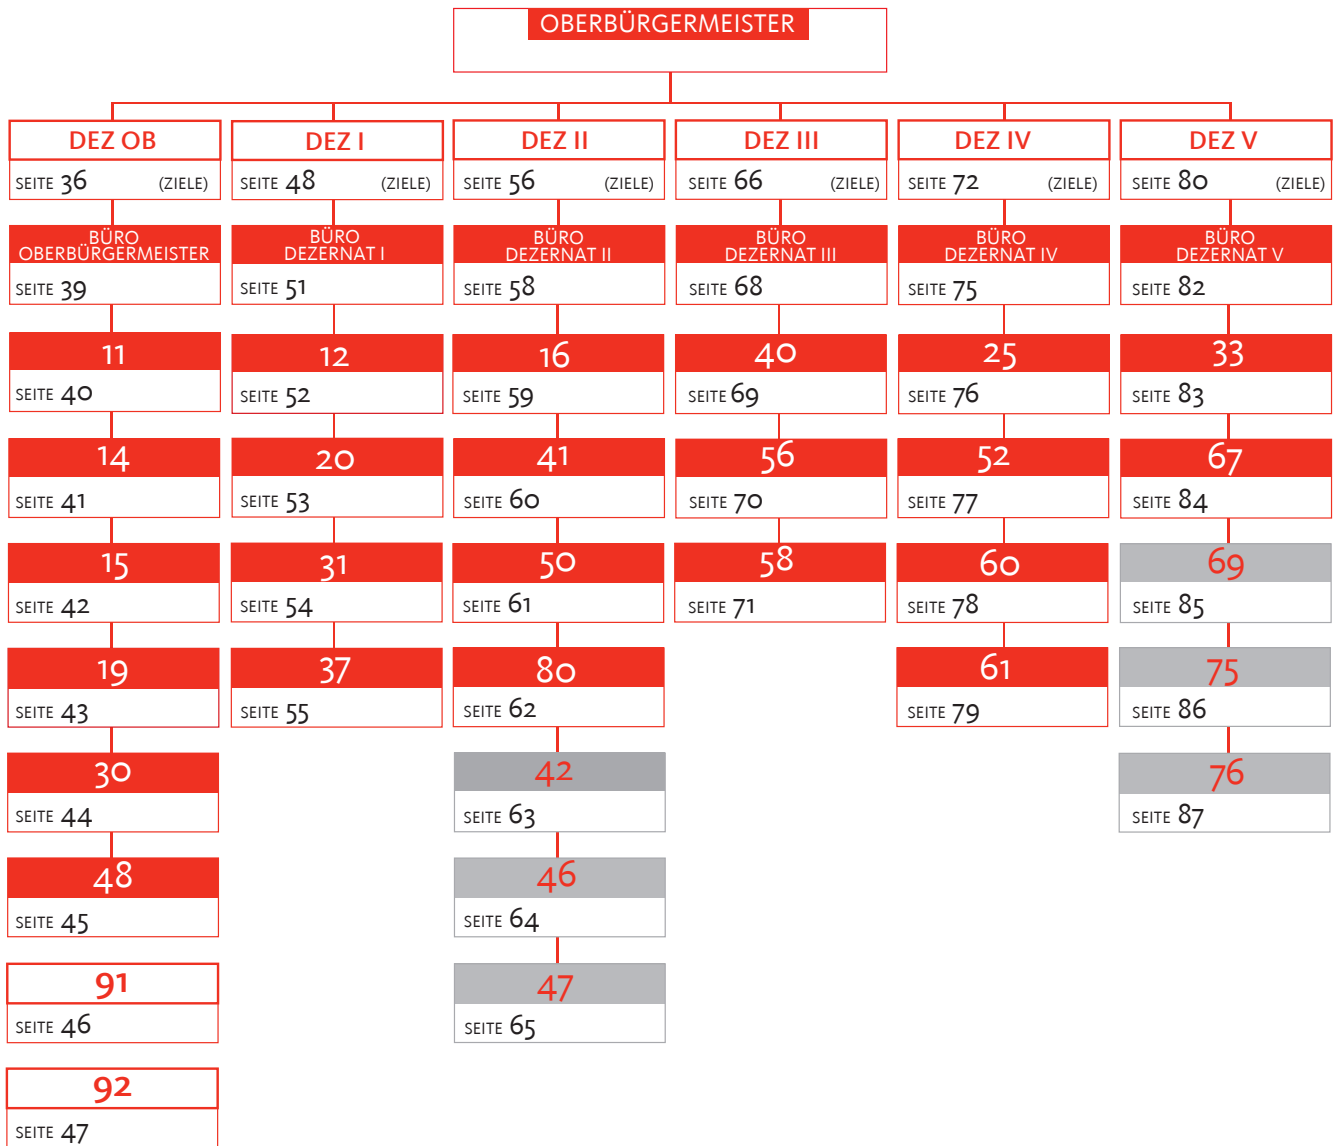 OBERBÜRGERMEISTER
DEZ OB
SEITE 36 (ZIELE)
BÜRO
OBERBÜRGERMEISTER
SEITE 39
11
SEITE 40
14
SEITE 41
15
SEITE 42
19
SEITE 43
30
SEITE 44
48
SEITE 45
91
SEITE 46
92
SEITE 47
DEZ I
SEITE 48 (ZIELE)
BÜRO
DEZERNAT I
SEITE 51
12
SEITE 52
20
SEITE 53
31
SEITE 54
37
SEITE 55
DEZ II
SEITE 56 (ZIELE)
BÜRO
DEZERNAT II
SEITE 58
16
SEITE 59
41
SEITE 60
50
SEITE 61
80
SEITE 62
42
SEITE 63
46
SEITE 64
47
SEITE 65
DEZ III
SEITE 66 (ZIELE)
BÜRO
DEZERNAT III
SEITE 68
40
SEITE 69
56
SEITE 70
58
SEITE 71
DEZ IV
SEITE 72 (ZIELE)
BÜRO
DEZERNAT IV
SEITE 75
25
SEITE 76
52
SEITE 77
60
SEITE 78
61
SEITE 79
DEZ V
SEITE 80 (ZIELE)
BÜRO
DEZERNAT V
SEITE 82
33
SEITE 83
67
SEITE 84
69
SEITE 85
75
SEITE 86
76
SEITE 87